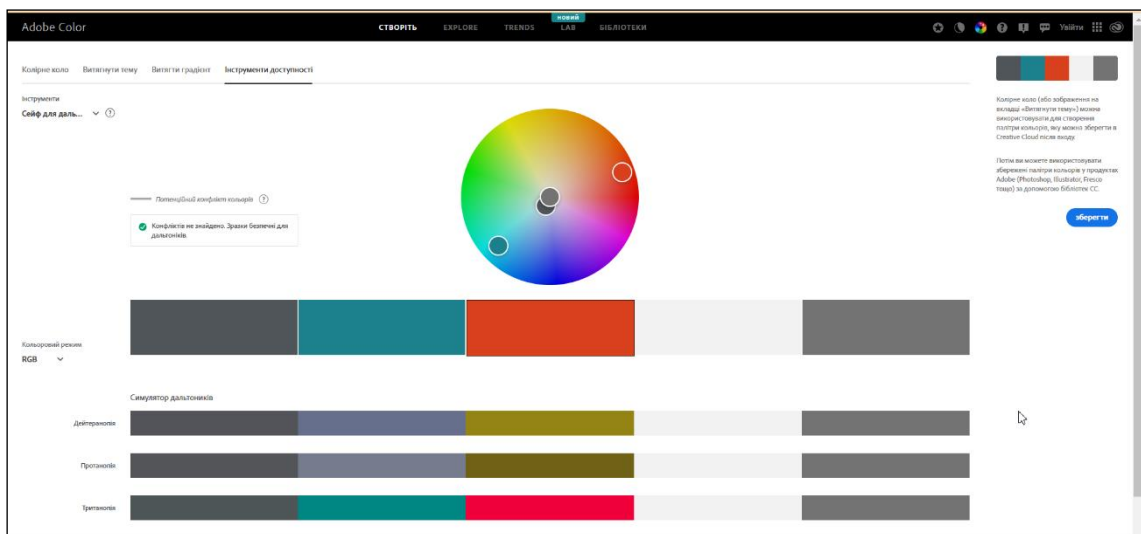 Adobe Color
СТВОРІТЬ
EXPLORE
TRENDS
НОВИЙ
LAB
БІБЛІОТЕКИ
Увійти
Колірне коло
Витягнути тему
Витягти градієнт
Інструменти доступності
Інструменти
Сейф для даль...
Потенційний конфлікт кольорів
Конфліктів не знайдено. Зразки безпечні для
дальтоніків.
Кольоровий режим
RGB
Симулятор дальтоників
Дейтеранопія
Протанопія
Тританопія
Колірне коло (або зображення на
вкладці «Витягнути тему») можна
використовувати для створення
палітри кольорів, яку можна зберегти в
Creative Cloud після входу.
Потім ви можете використовувати
збережені палітри кольорів у продуктах
Adobe (Photoshop, Illustrator, Fresco
тощо) за допомогою бібліотек CC.
зберегти